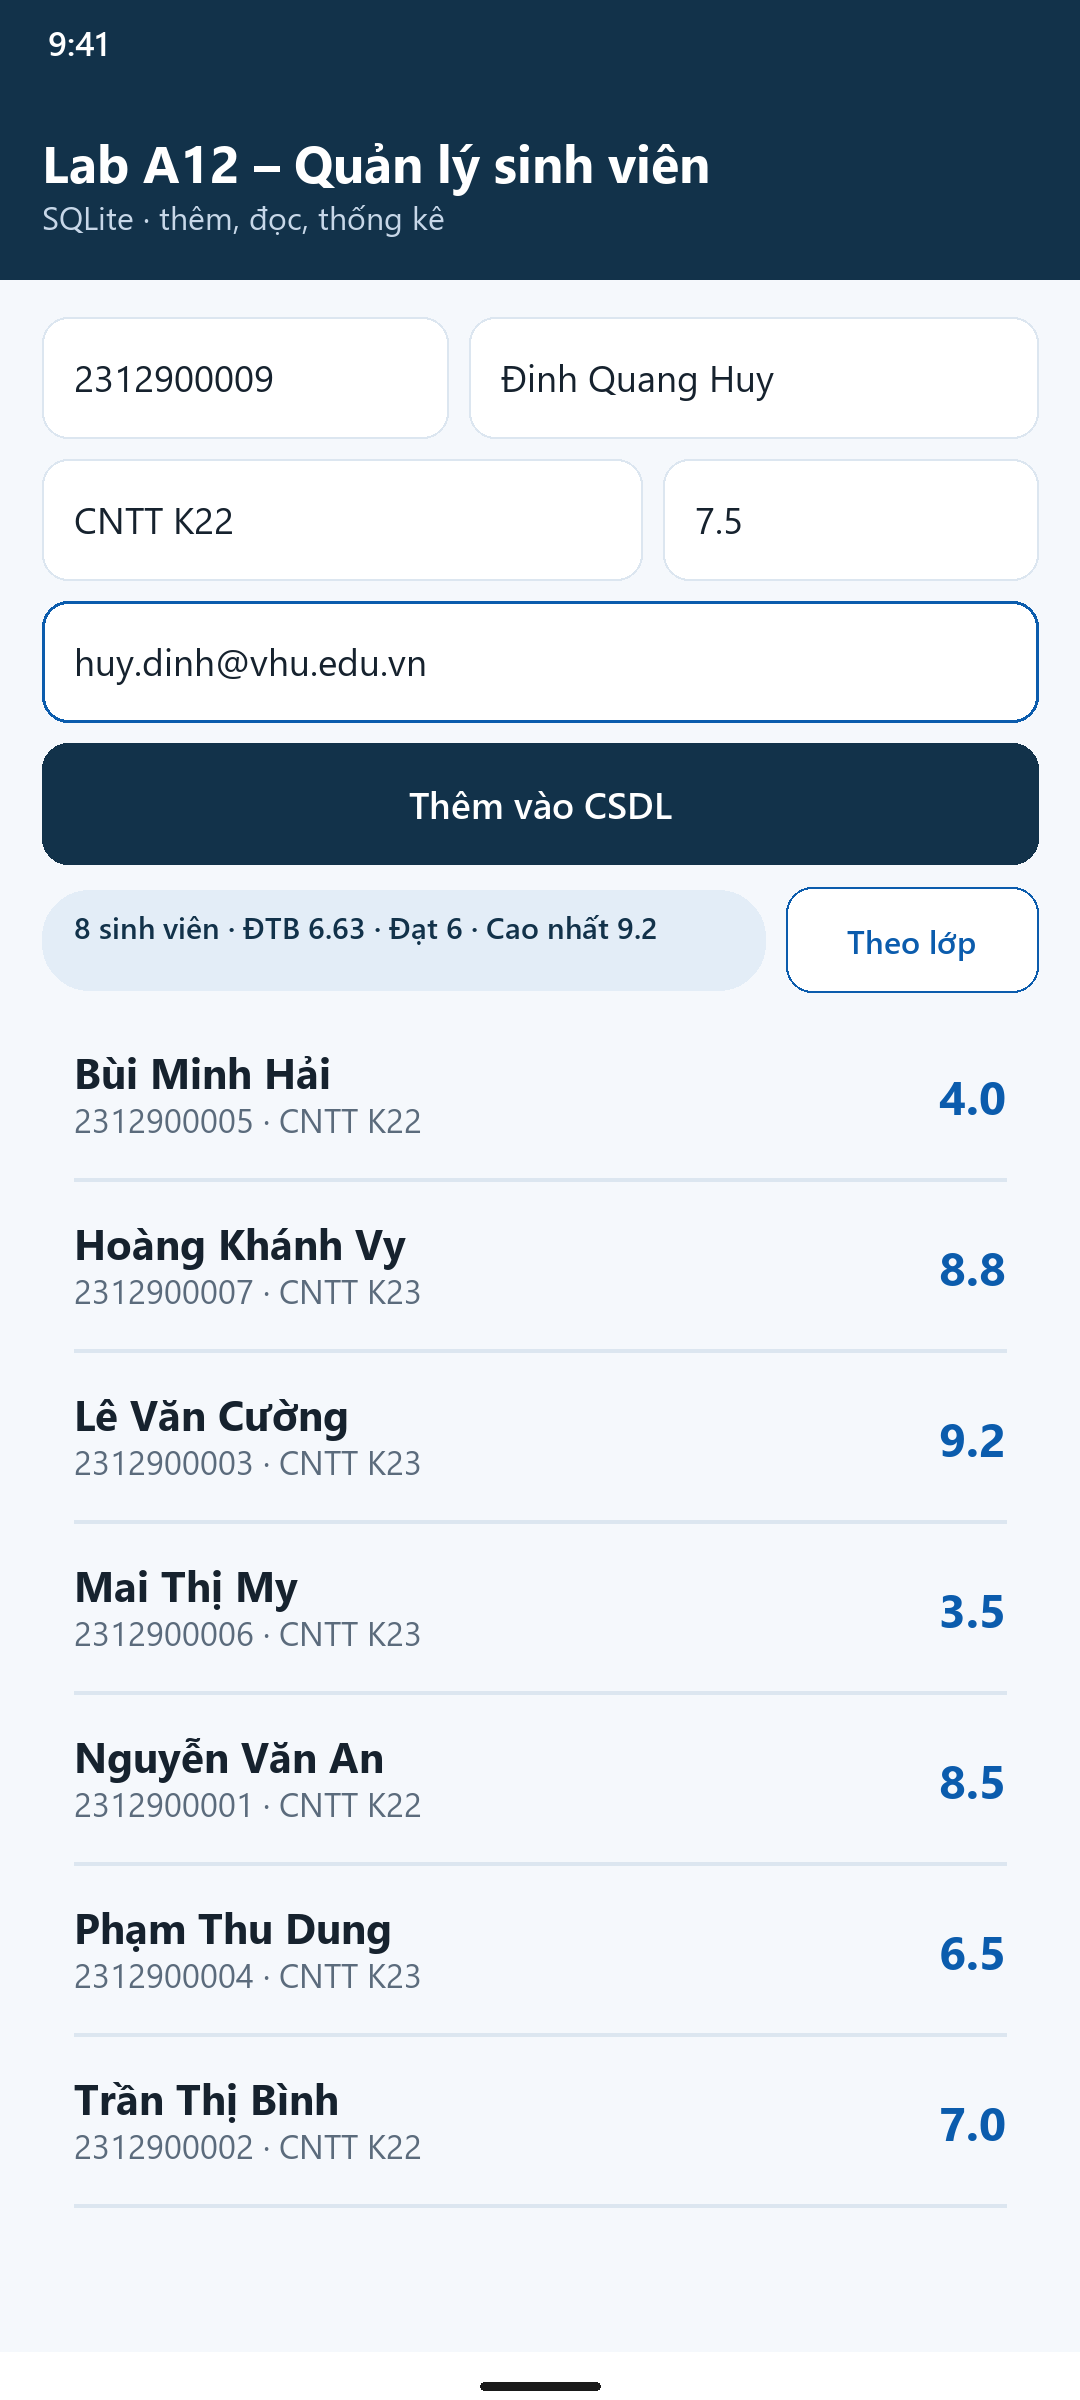 9:41
Lab A12 – Quản lý sinh viên
SQLite · thêm, đọc, thống kê
2312900009
Đinh Quang Huy
CNTT K22
7.5
huy.dinh@vhu.edu.vn
Thêm vào CSDL
8 sinh viên · ĐTB 6.63 · Đạt 6 · Cao nhất 9.2
Theo lớp
Bùi Minh Hải
2312900005 · CNTT K22
4.0
Hoàng Khánh Vy
2312900007 · CNTT K23
8.8
Lê Văn Cường
2312900003 · CNTT K23
9.2
Mai Thị My
2312900006 · CNTT K23
3.5
Nguyễn Văn An
2312900001 · CNTT K22
8.5
Phạm Thu Dung
2312900004 · CNTT K23
6.5
Trần Thị Bình
2312900002 · CNTT K22
7.0